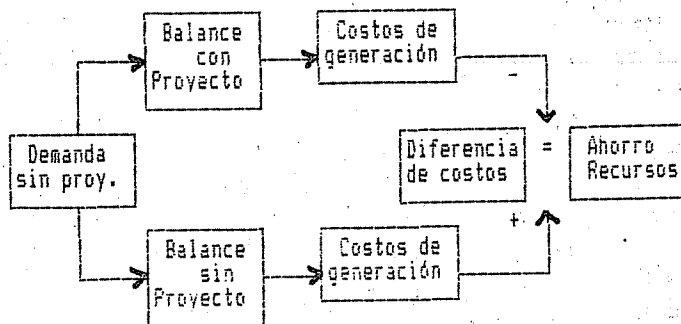 Balance
con
Proyecto
Costos de
generación
-
Demanda
sin proy.
Diferencia
de costos
=
Ahorro
Recursos
+
Balance
sin
Proyecto
Costos de
generación